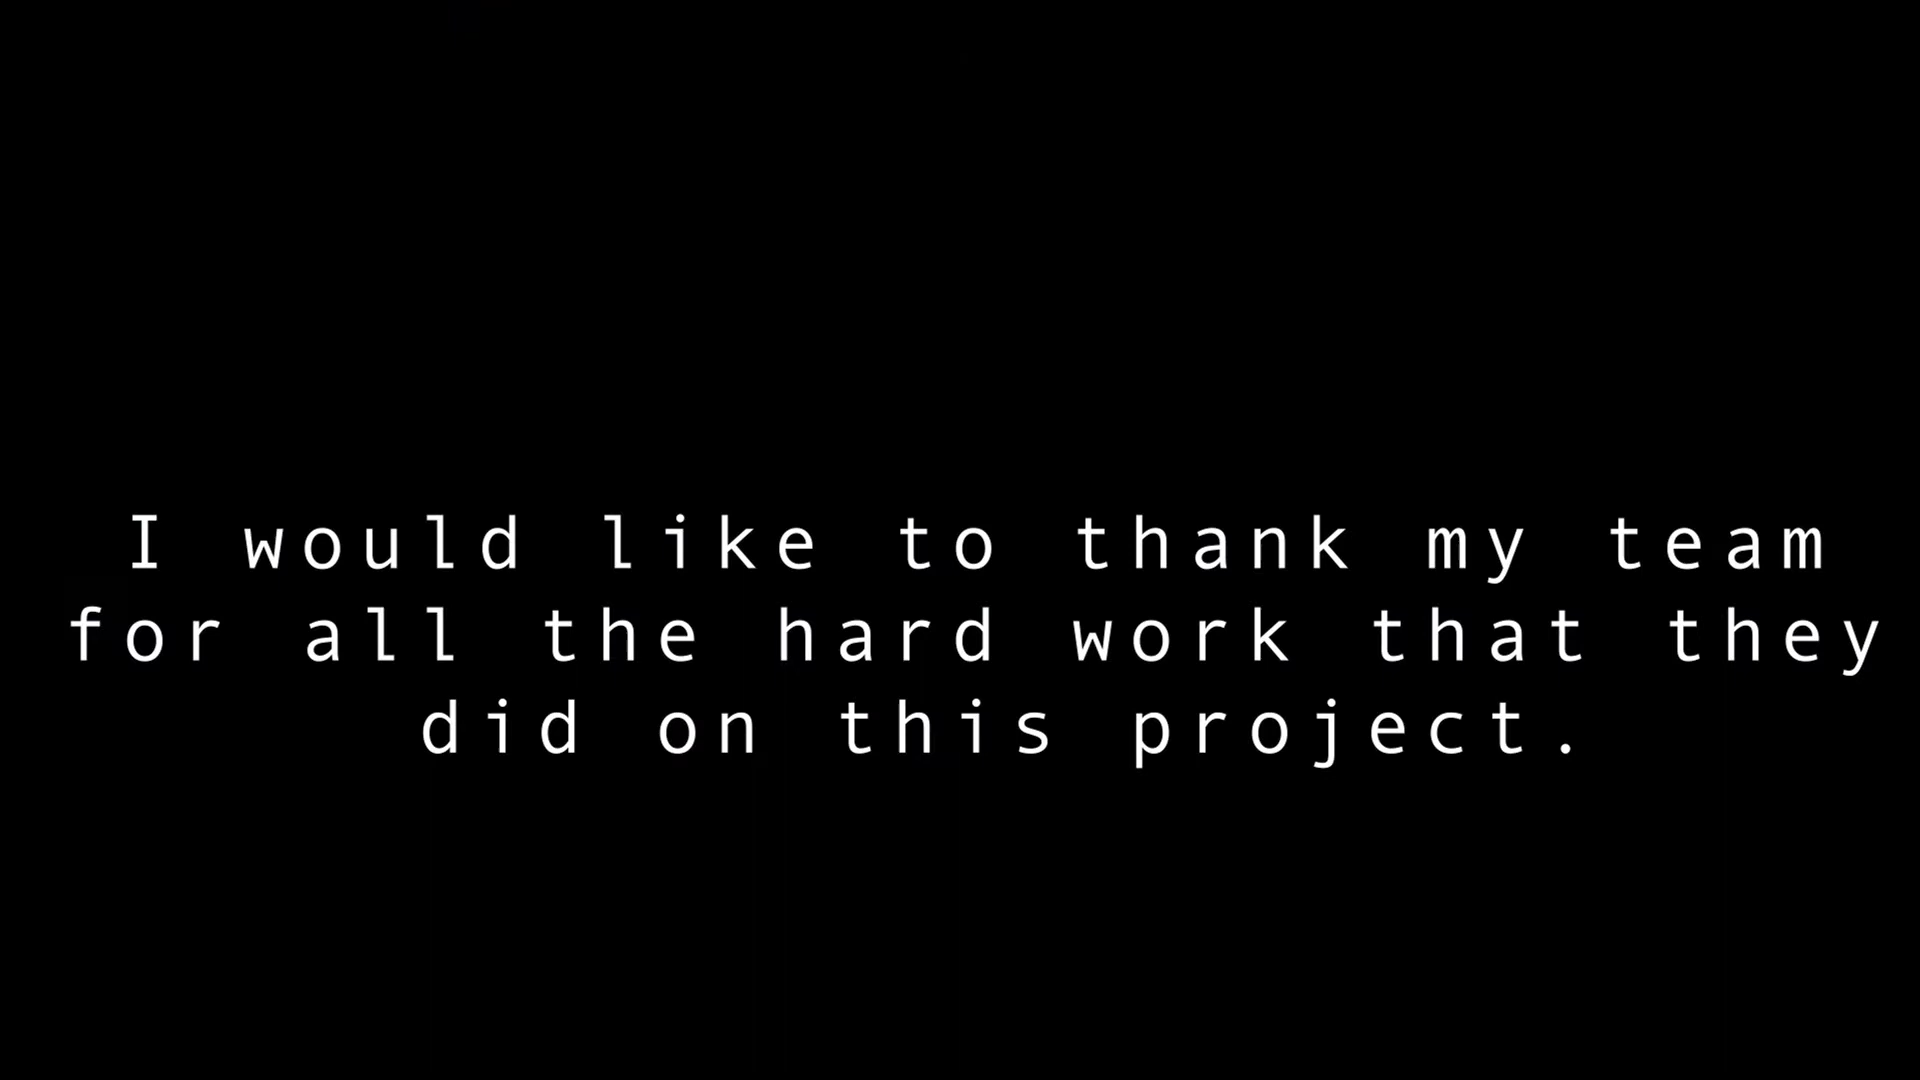 I would like to thank my team
for all the hard work that they
did on this project.